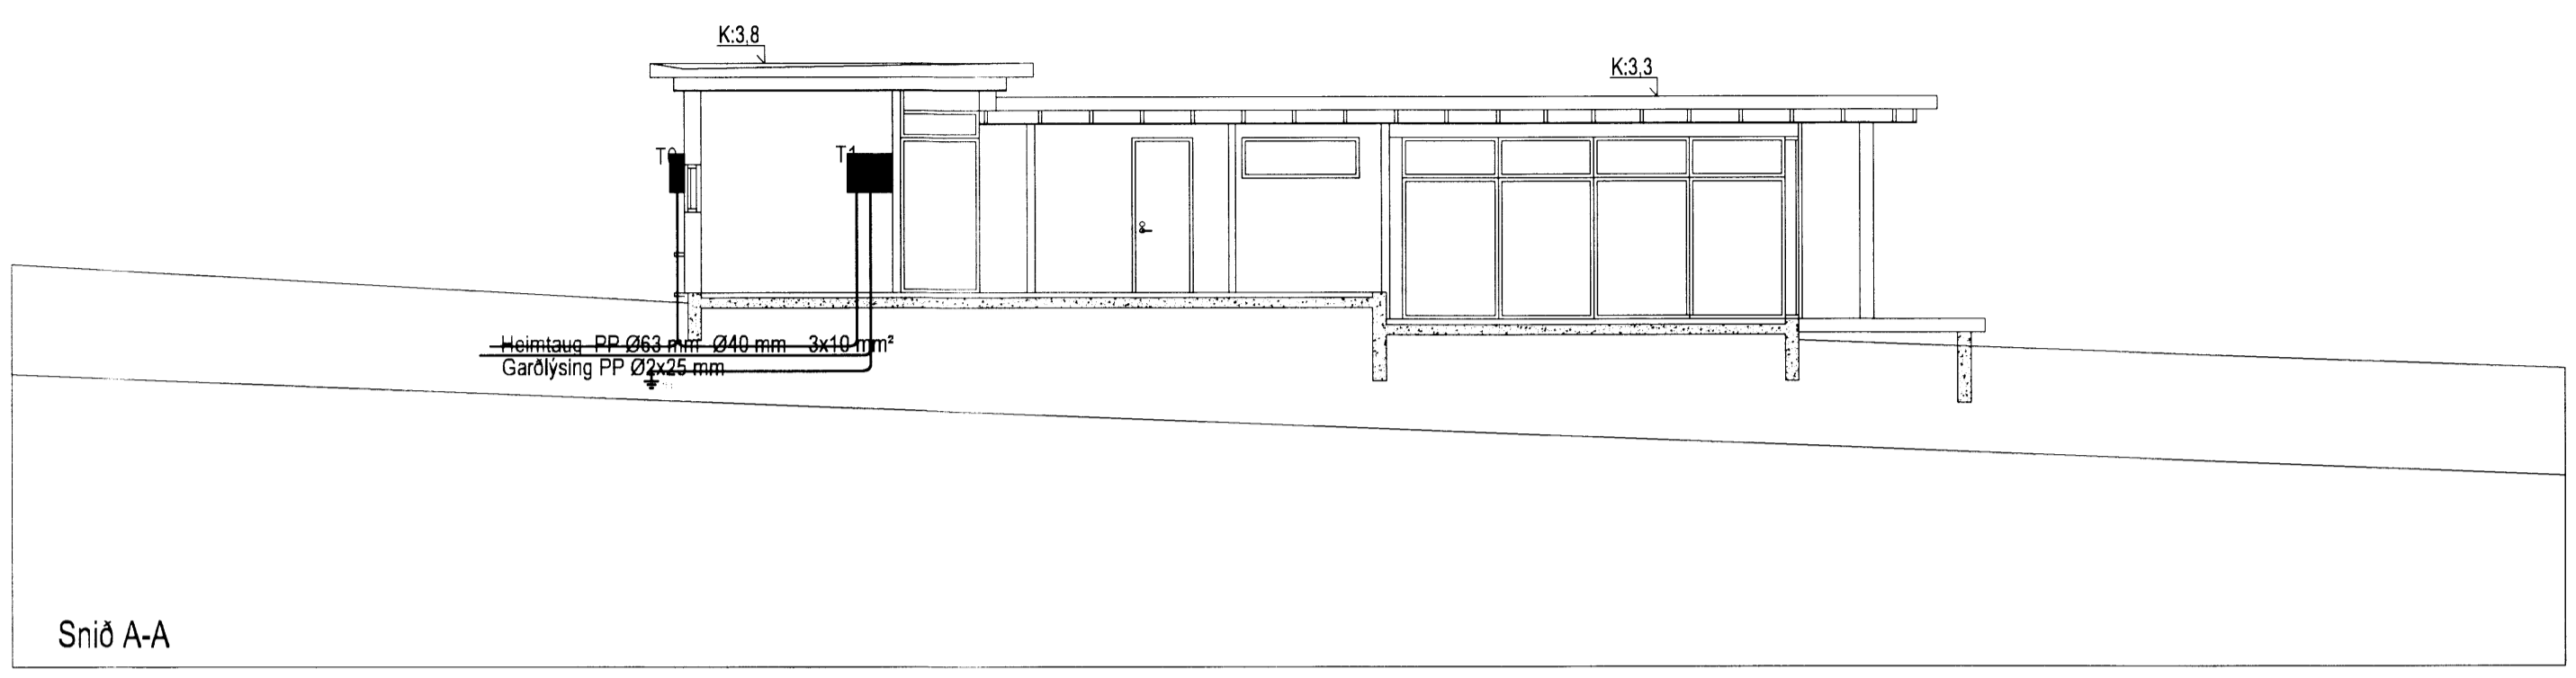 K:3,8
K:3,3
T0
T1
Heimtaug PP Ø63 mm Ø40 mm 3x10 mm²
Garðlýsing PP Ø2x25 mm
Snið A-A